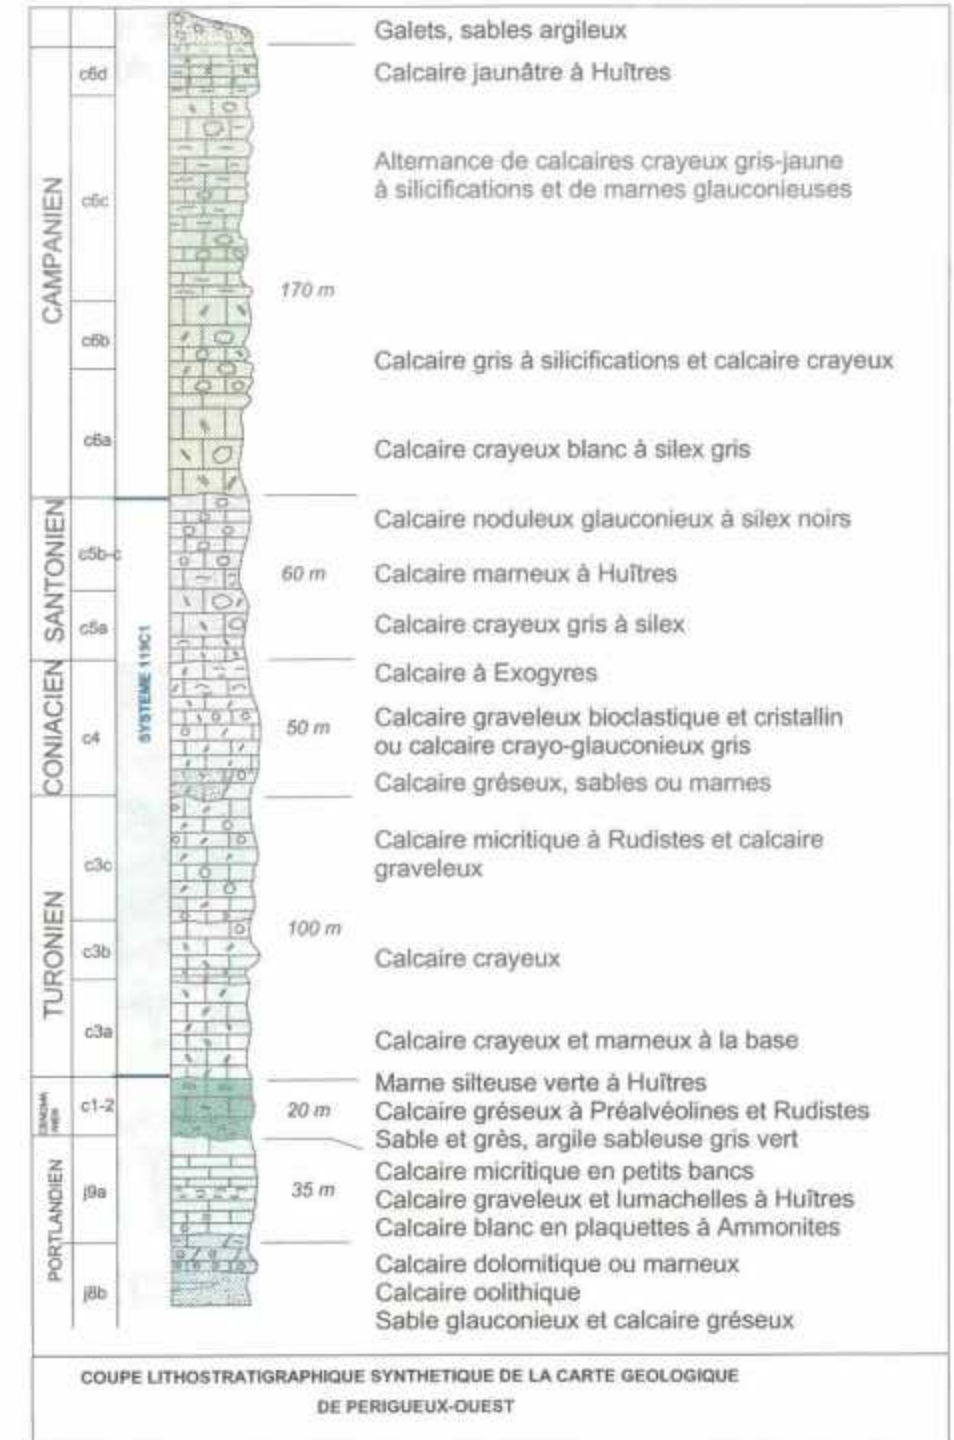 Galets, sables argileux
c6d
Calcaire jaunâtre à Huîtres
CAMPANIEN
c6c
Alternance de calcaires crayeux gris-jaune
à silicifications et de marnes glauconieuses
170 m
c6b
Calcaire gris à silicifications et calcaire crayeux
c6a
Calcaire crayeux blanc à silex gris
SANTONIEN
c5b-c
Calcaire noduleux glauconieux à silex noirs
60 m
Calcaire marneux à Huîtres
c5a
Calcaire crayeux gris à silex
SYSTEME 119C1
CONIACIEN
c4
Calcaire à Exogyres
50 m
Calcaire graveleux bioclastique et cristallin
ou calcaire crayo-glauconieux gris
Calcaire gréseux, sables ou marnes
TURONIEN
c3c
Calcaire micritique à Rudistes et calcaire
graveleux
100 m
c3b
Calcaire crayeux
c3a
Calcaire crayeux et marneux à la base
CENOMA
NIEN
c1-2
20 m
Marne silteuse verte à Huîtres
Calcaire gréseux à Préalvéolines et Rudistes
Sable et grès, argile sableuse gris vert
PORTLANDIEN
j9a
35 m
Calcaire micritique en petits bancs
Calcaire graveleux et lumachelles à Huîtres
Calcaire blanc en plaquettes à Ammonites
j8b
Calcaire dolomitique ou marneux
Calcaire oolithique
Sable glauconieux et calcaire gréseux
COUPE LITHOSTRATIGRAPHIQUE SYNTHETIQUE DE LA CARTE GEOLOGIQUE
DE PERIGUEUX-OUEST